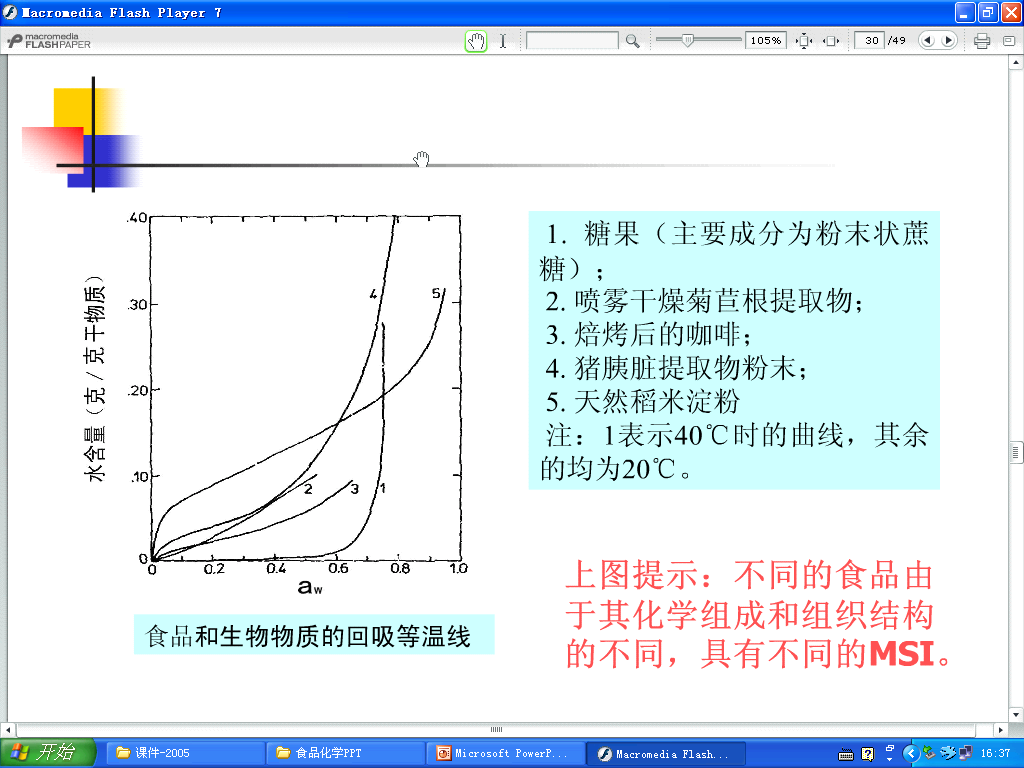 Macromedia Flash Player 7
macromedia
FLASHPAPER
105%
30 /49
.40
.30
.20
.10
0
0 0.2 0.4 0.6 0.8 1.0
4
5
2
3
1
aw
水含量（克/克干物质）
食品和生物物质的回吸等温线
1. 糖果（主要成分为粉末状蔗
糖）；
2. 喷雾干燥菊苣根提取物；
3. 焙烤后的咖啡；
4. 猪胰脏提取物粉末；
5. 天然稻米淀粉
注：1表示40℃时的曲线，其余
的均为20℃。
上图提示：不同的食品由
于其化学组成和组织结构
的不同，具有不同的MSI。
开始
课件-2005
食品化学PPT
Microsoft PowerP...
Macromedia Flash...
16:37